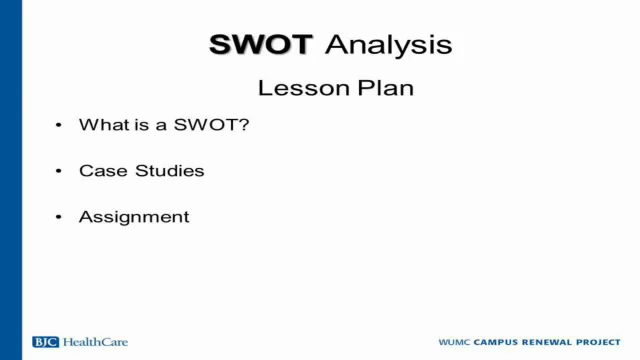 SWOT Analysis
Lesson Plan
• What is a SWOT?
• Case Studies
• Assignment
BJC HealthCare
WUMC CAMPUS RENEWAL PROJECT